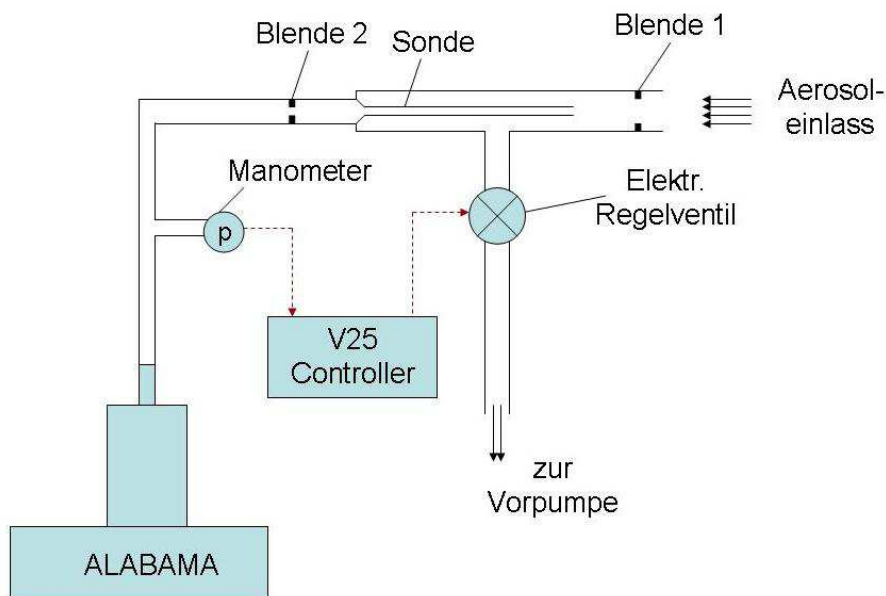 Blende 2
Sonde
Blende 1
Aerosol-
einlass
Manometer
Elektr.
Regelventil
p
V25
Controller
zur
Vorpumpe
ALABAMA